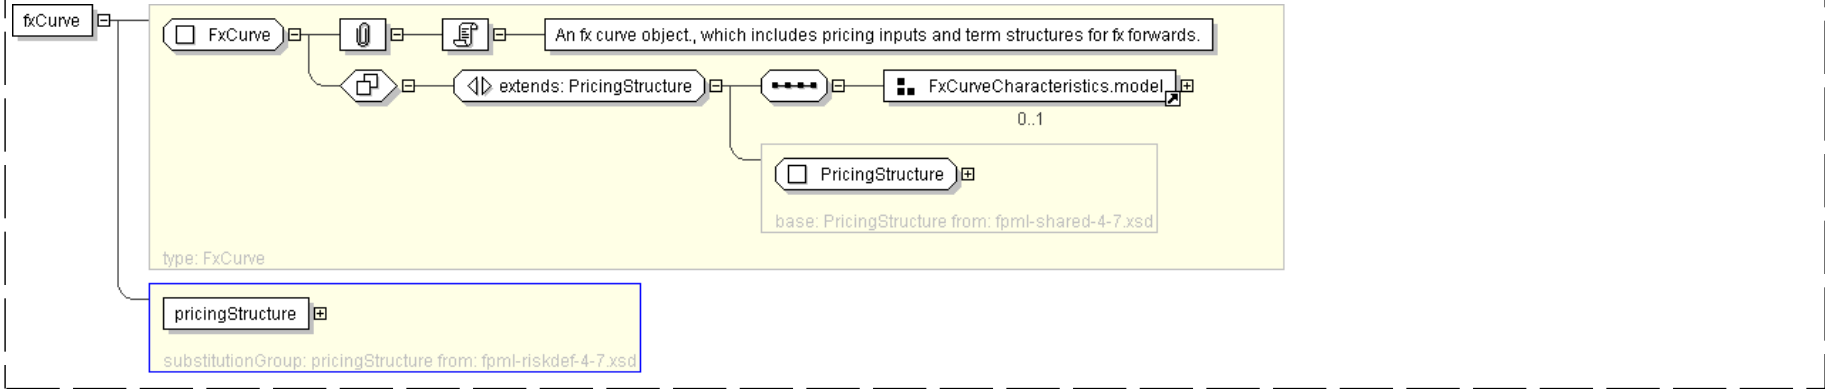 fxCurve
FxCurve
An fx curve object., which includes pricing inputs and term structures for fx forwards.
extends: PricingStructure
FxCurveCharacteristics.model
0..1
PricingStructure
base: PricingStructure from: fpml-shared-4-7.xsd
type: FxCurve
pricingStructure
substitutionGroup: pricingStructure from: fpml-riskdef-4-7.xsd